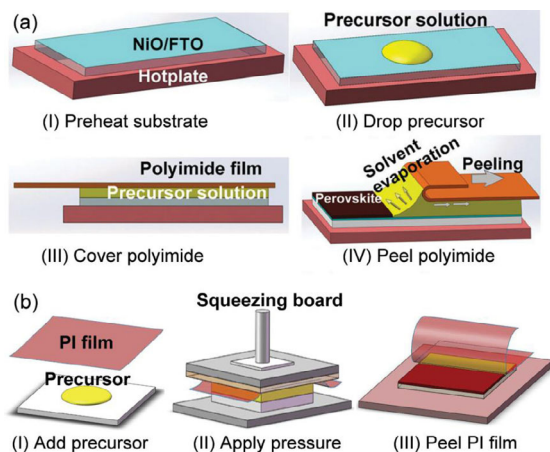 (a)
NiO/FTO
Hotplate
(I) Preheat substrate
Precursor solution
(II) Drop precursor
Polyimide film
Precursor solution
(III) Cover polyimide
Solvent
evaporation
Peeling
Perovskite
(IV) Peel polyimide
(b)
PI film
Precursor
(I) Add precursor
Squeezing board
(II) Apply pressure
(III) Peel PI film